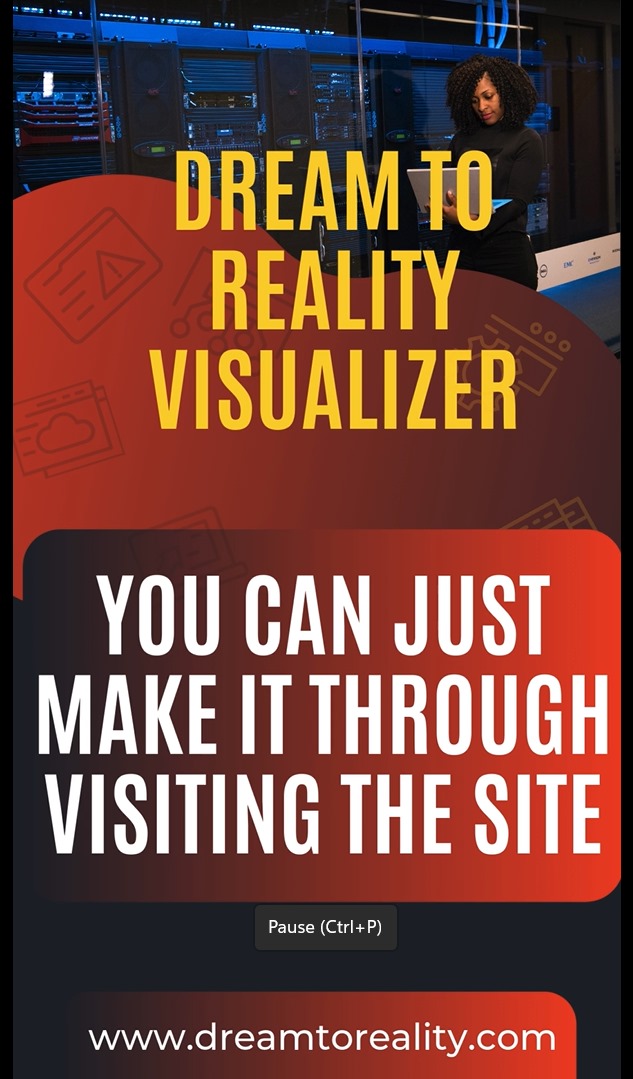 DREAM TO
REALITY
VISUALIZER
YOU CAN JUST
MAKE IT THROUGH
VISITING THE SITE
Pause (Ctrl+P)
www.dreamtoreality.com